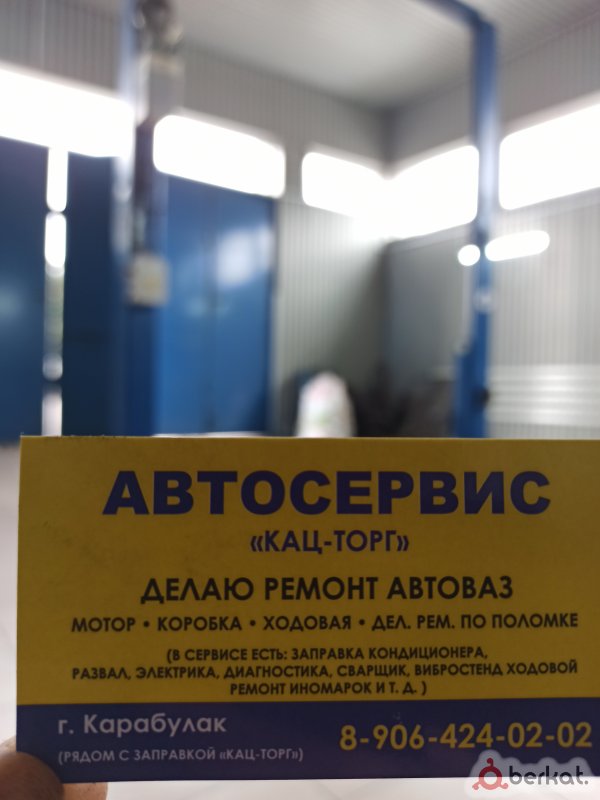 АВТОСЕРВИС
«КАЦ-ТОРГ»
ДЕЛАЮ РЕМОНТ АВТОВАЗ
МОТОР • КОРОБКА • ХОДОВАЯ • ДЕЛ. РЕМ. ПО ПОЛОМКЕ
(В СЕРВИСЕ ЕСТЬ: ЗАПРАВКА КОНДИЦИОНЕРА,
РАЗВАЛ, ЭЛЕКТРИКА, ДИАГНОСТИКА, СВАРЩИК, ВИБРОСТЕНД ХОДОВОЙ
РЕМОНТ ИНОМАРОК И Т. Д. )
г. Карабулак
8-906-424-02-02
(РЯДОМ С ЗАПРАВКОЙ «КАЦ-ТОРГ»)
berkat.